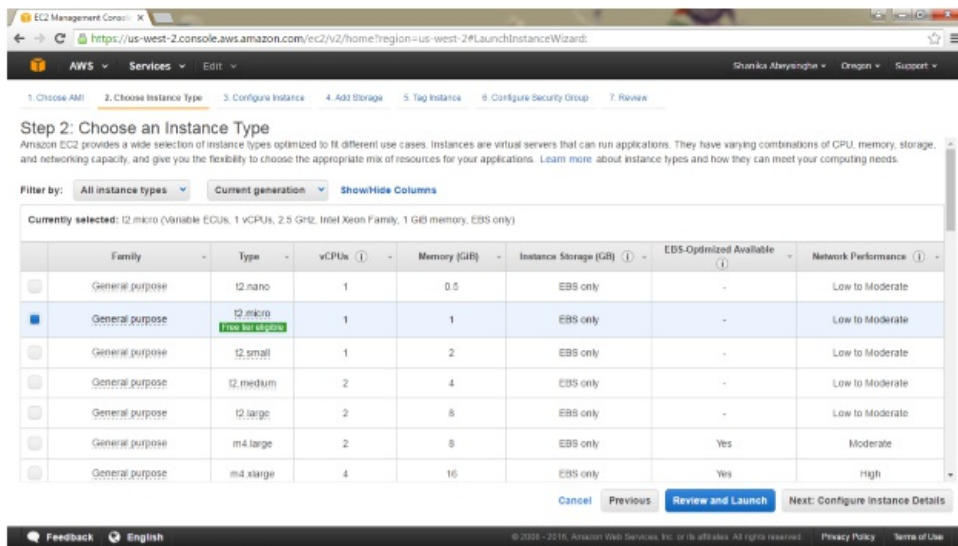 EC2 Management Consol
https://us-west-2.console.aws.amazon.com/ec2/v2/home?region=us-west-2#LaunchInstanceWizard:
AWS Services Edit Shanika Abeysinghe Oregon Support
1. Choose AMI 2. Choose Instance Type 3. Configure Instance 4. Add Storage 5. Tag Instance 6. Configure Security Group 7. Review
Step 2: Choose an Instance Type
Amazon EC2 provides a wide selection of instance types optimized to fit different use cases. Instances are virtual servers that can run applications. They have varying combinations of CPU, memory, storage,
and networking capacity, and give you the flexibility to choose the appropriate mix of resources for your applications. Learn more about instance types and how they can meet your computing needs.
Filter by: All instance types Current generation Show/Hide Columns
Currently selected: t2.micro (Variable ECUs, 1 vCPUs, 2.5 GHz, Intel Xeon Family, 1 GiB memory, EBS only)
Family Type vCPUs Memory (GiB) Instance Storage (GB) EBS-Optimized Available Network Performance
General purpose t2.nano 1 0.5 EBS only - Low to Moderate
General purpose t2.micro 1 1 EBS only - Low to Moderate
Free tier eligible
General purpose t2.small 1 2 EBS only - Low to Moderate
General purpose t2.medium 2 4 EBS only - Low to Moderate
General purpose t2.large 2 8 EBS only - Low to Moderate
General purpose m4.large 2 8 EBS only Yes Moderate
General purpose m4.xlarge 4 16 EBS only Yes High
Cancel Previous Review and Launch Next: Configure Instance Details
Feedback English © 2008 - 2016, Amazon Web Services, Inc. or its affiliates. All rights reserved. Privacy Policy Terms of Use